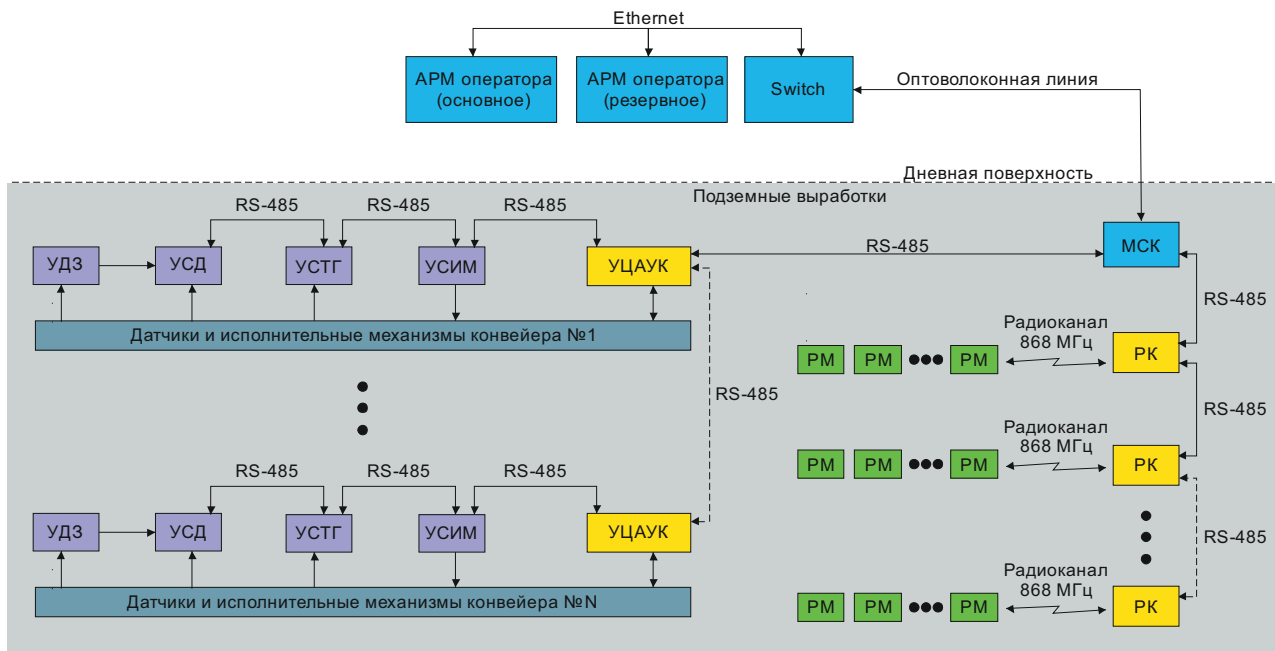 Ethernet
АРМ оператора
(основное)
АРМ оператора
(резервное)
Switch
Оптоволоконная линия
Дневная поверхность
Подземные выработки
RS-485
RS-485
RS-485
УДЗ
УСД
УСТГ
УСИМ
УЦАУК
RS-485
МСК
Датчики и исполнительные механизмы конвейера №1
RS-485
RS-485
Радиоканал
868 МГц
РМ
РМ
РМ
РК
RS-485
Радиоканал
868 МГц
РМ
РМ
РМ
РК
RS-485
RS-485
RS-485
RS-485
УДЗ
УСД
УСТГ
УСИМ
УЦАУК
Датчики и исполнительные механизмы конвейера №N
Радиоканал
868 МГц
РМ
РМ
РМ
РК